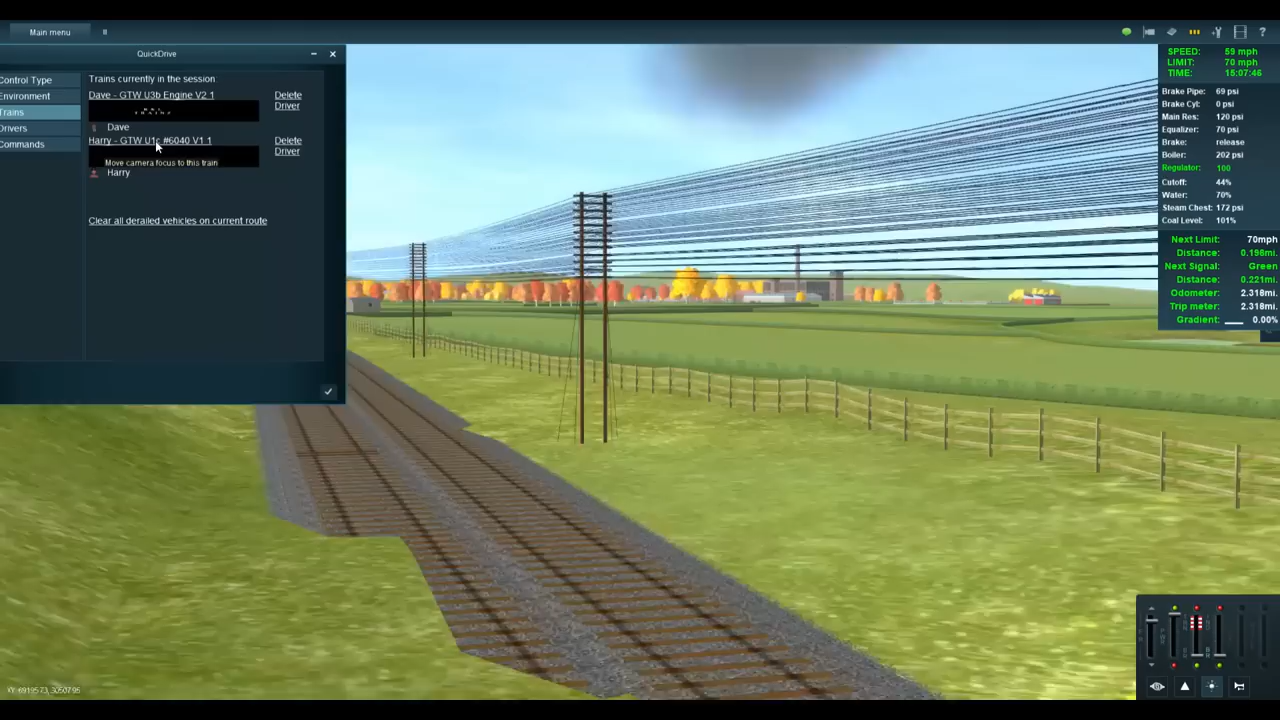 Main menu
QuickDrive
Control Type
Environment
Trains
Drivers
Commands
Trains currently in the session:
Dave - GTW U3b Engine V2 1
Delete
Driver
Dave
Harry - GTW U1c #6040 V1.1
Delete
Driver
Move camera focus to this train
Harry
Clear all derailed vehicles on current route
SPEED: 59 mph
LIMIT: 70 mph
TIME: 15:07:46
Brake Pipe: 69 psi
Brake Cyl: 0 psi
Main Res: 120 psi
Equalizer: 70 psi
Brake: release
Boiler: 202 psi
Regulator: 100
Cutoff: 44%
Water: 70%
Steam Chest: 172 psi
Coal Level: 101%
Next Limit: 70mph
Distance: 0.198mi.
Next Signal: Green
Distance: 0.221mi.
Odometer: 2.318mi.
Trip meter: 2.318mi.
Gradient: 0.00%